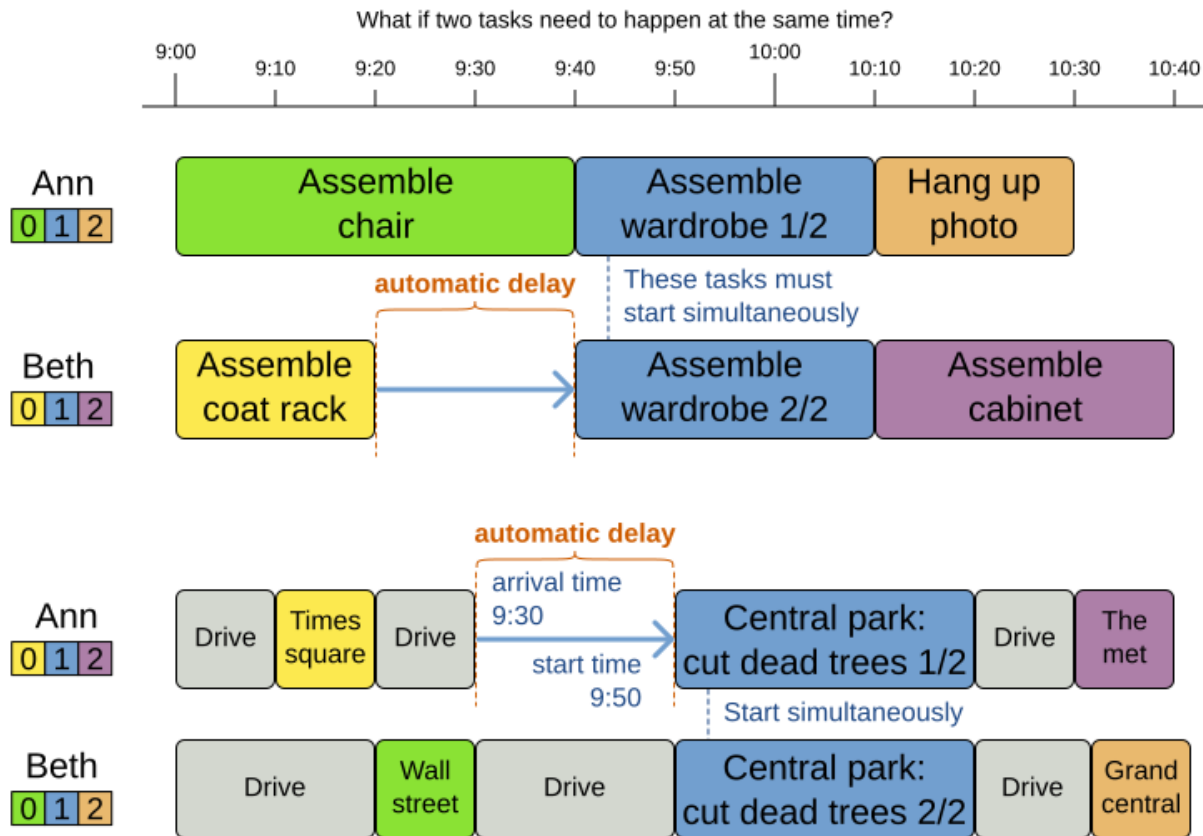 What if two tasks need to happen at the same time?
9:00 10:00
9:10 9:20 9:30 9:40 9:50 10:10 10:20 10:30 10:40
Ann
0 1 2
Assemble
chair
Assemble
wardrobe 1/2
Hang up
photo
automatic delay
These tasks must
start simultaneously
Beth
0 1 2
Assemble
coat rack
Assemble
wardrobe 2/2
Assemble
cabinet
automatic delay
Ann
0 1 2
Drive
Times
square
Drive
arrival time
9:30
start time
9:50
Central park:
cut dead trees 1/2
Drive
The
met
Start simultaneously
Beth
0 1 2
Drive
Wall
street
Drive
Central park:
cut dead trees 2/2
Drive
Grand
central